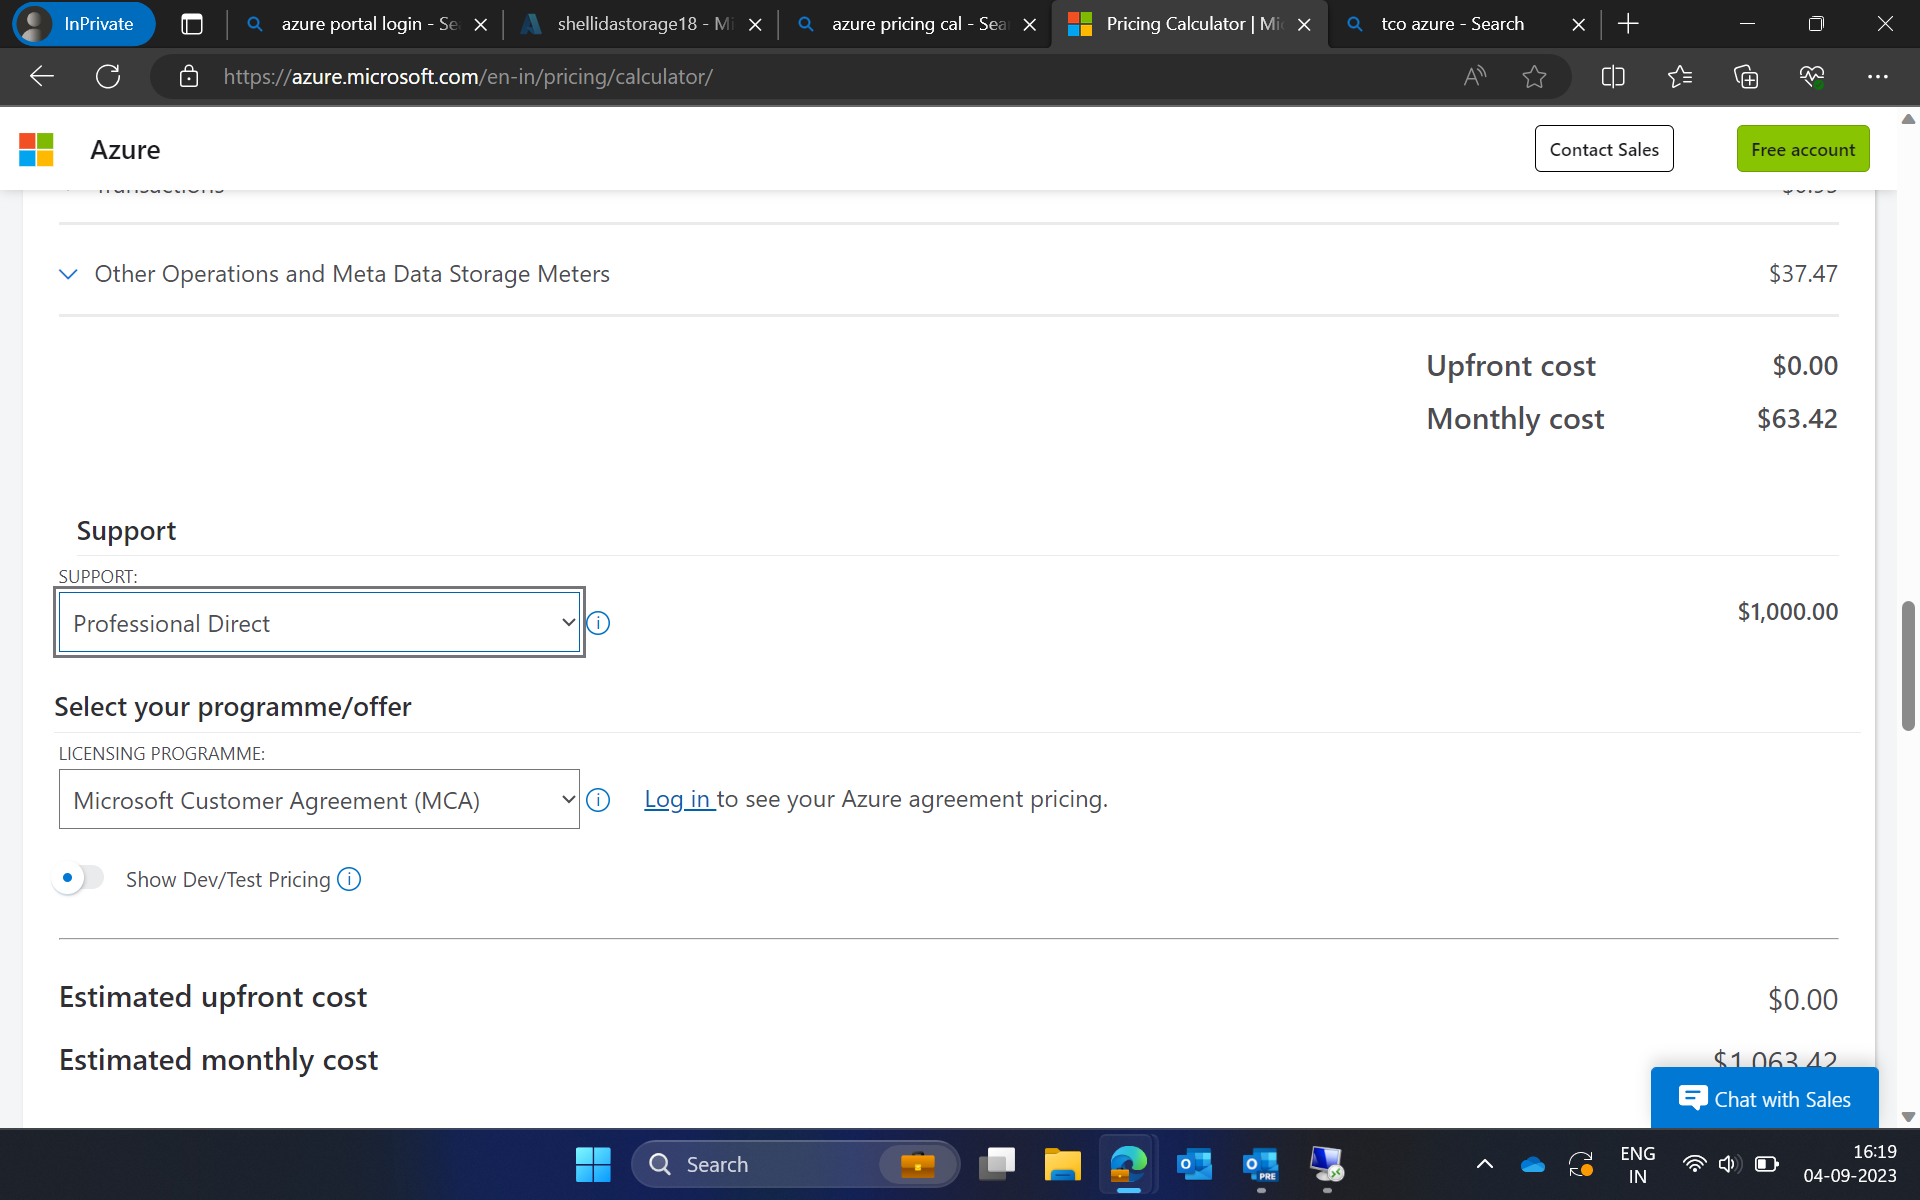 InPrivate
azure portal login - Se
shellidastorage18 - Mi
azure pricing cal - Sea
Pricing Calculator | Mic
tco azure - Search
https://azure.microsoft.com/en-in/pricing/calculator/
Azure
Contact Sales
Free account
Transactions
Other Operations and Meta Data Storage Meters
$37.47
Upfront cost
$0.00
Monthly cost
$63.42
Support
SUPPORT:
Professional Direct
$1,000.00
Select your programme/offer
LICENSING PROGRAMME:
Microsoft Customer Agreement (MCA)
Log in to see your Azure agreement pricing.
Show Dev/Test Pricing
Estimated upfront cost
$0.00
Estimated monthly cost
$1,063.42
Chat with Sales
Search
PRE
ENG
IN
16:19
04-09-2023